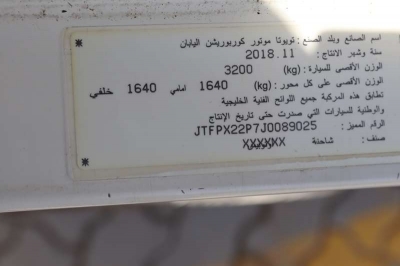 اسم الصانع وبلد الصنع : تويوتا موتور كوربوريشن اليابان
سنة وشهر الانتاج : 2018.11
الوزن الأقصى للسيارة : (kg) 3200
الوزن الأقصى على كل محور : (kg) 1640 امامي 1640 خلفي
تطابق هذه المركبة جميع اللوائح الفنية الخليجية
والوطنية للسيارات التي صدرت حتى تاريخ الإنتاج
الرقم المميز : JTFPX22P7J0089025
صنف : شاحنة XXXXXX